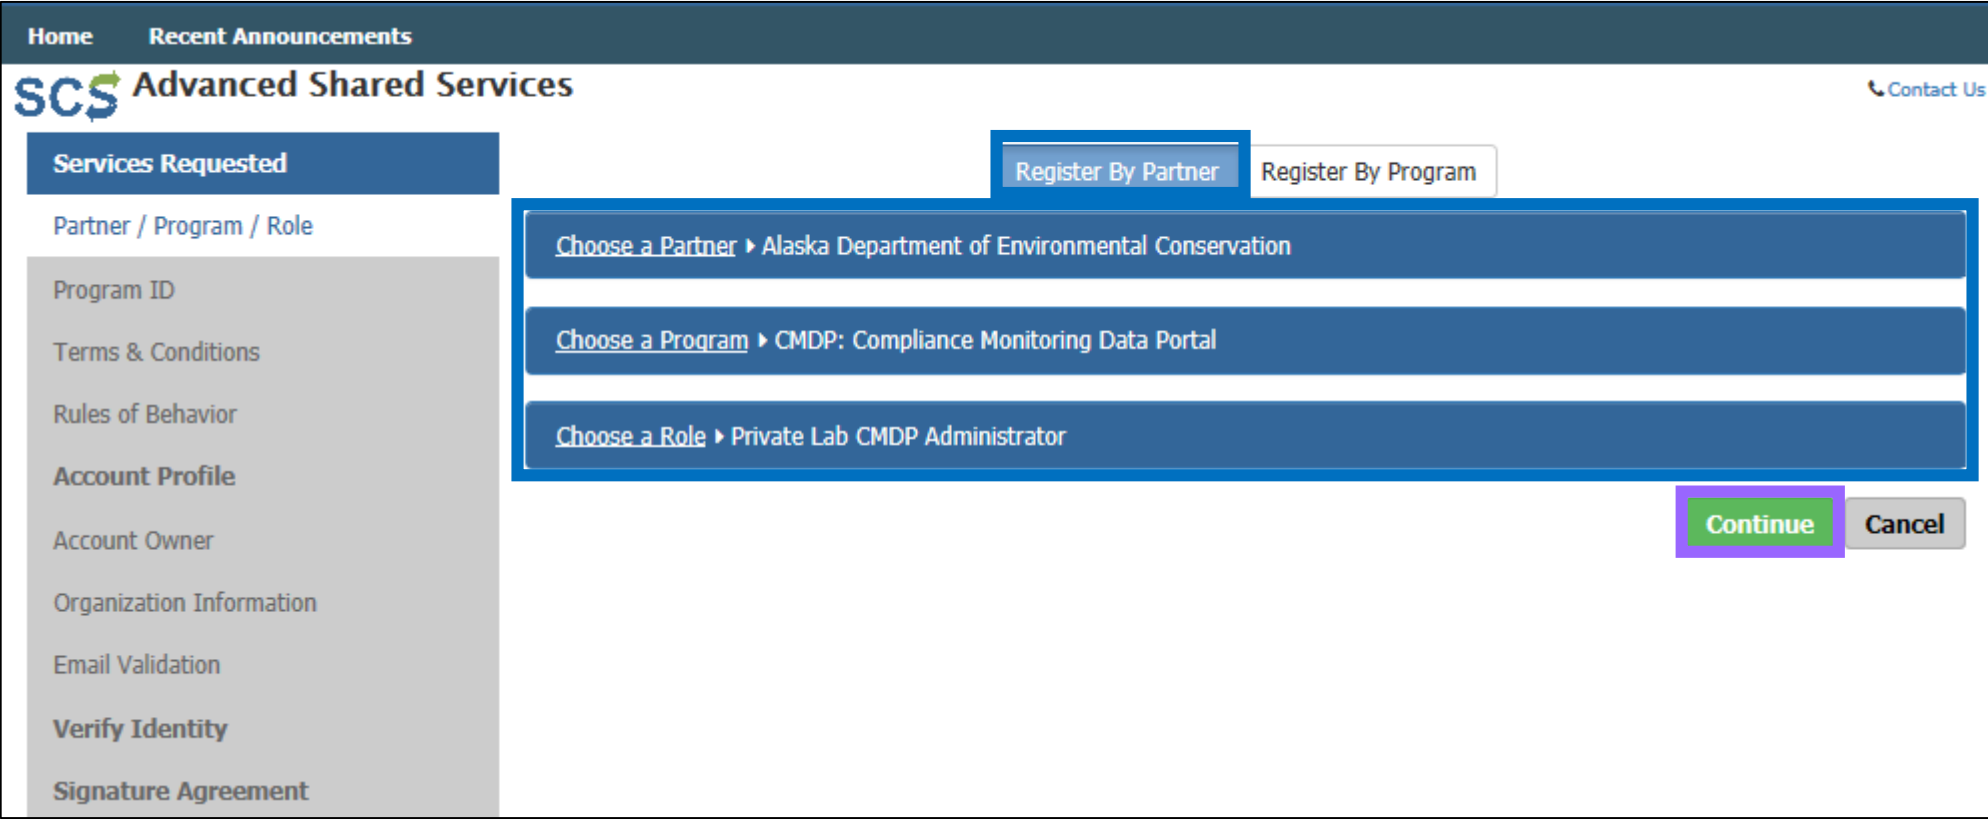 Home Recent Announcements
SCS Advanced Shared Services
Contact Us
Services Requested
Partner / Program / Role
Program ID
Terms & Conditions
Rules of Behavior
Account Profile
Account Owner
Organization Information
Email Validation
Verify Identity
Signature Agreement
Register By Partner Register By Program
Choose a Partner Alaska Department of Environmental Conservation
Choose a Program CMDP: Compliance Monitoring Data Portal
Choose a Role Private Lab CMDP Administrator
Continue Cancel